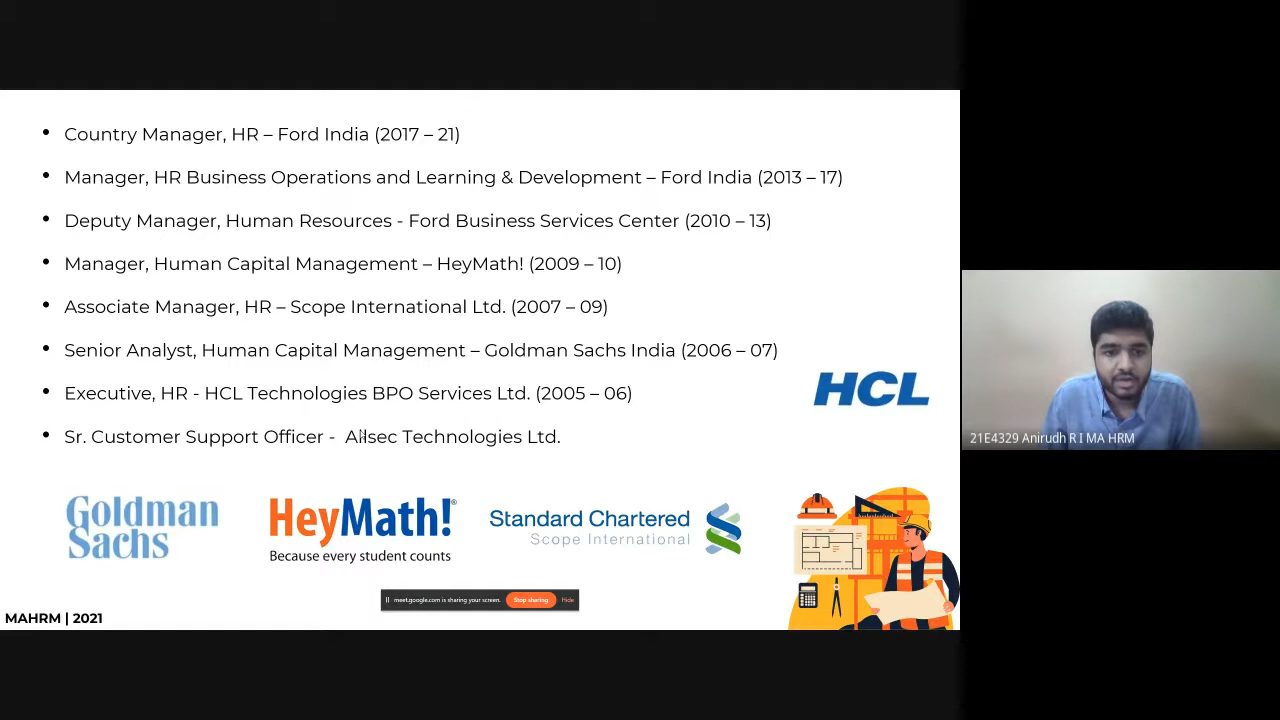 Country Manager, HR – Ford India (2017 – 21)
Manager, HR Business Operations and Learning & Development – Ford India (2013 – 17)
Deputy Manager, Human Resources - Ford Business Services Center (2010 – 13)
Manager, Human Capital Management – HeyMath! (2009 – 10)
Associate Manager, HR – Scope International Ltd. (2007 – 09)
Senior Analyst, Human Capital Management – Goldman Sachs India (2006 – 07)
Executive, HR - HCL Technologies BPO Services Ltd. (2005 – 06)
HCL
Sr. Customer Support Officer - Allsec Technologies Ltd.
21E4329 Anirudh R I MA HRM
Goldman
Sachs
HeyMath!®
Because every student counts
Standard Chartered
Scope International
meet.google.com is sharing your screen. Stop sharing Hide
MAHRM | 2021